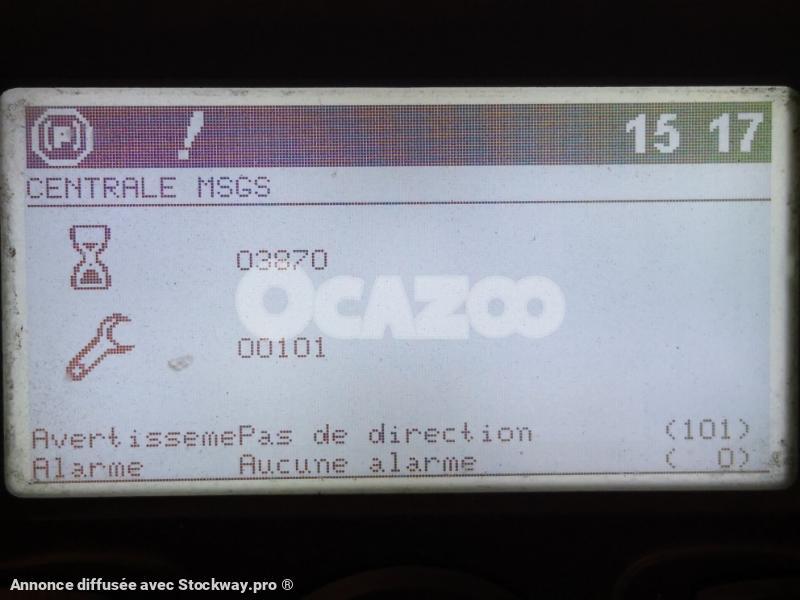 (P) ! 15 17
CENTRALE MSGS
03870
OCAZOO
00101
AvertissemePas de direction (101)
Alarme Aucune alarme ( 0)
Annonce diffusée avec Stockway.pro ®